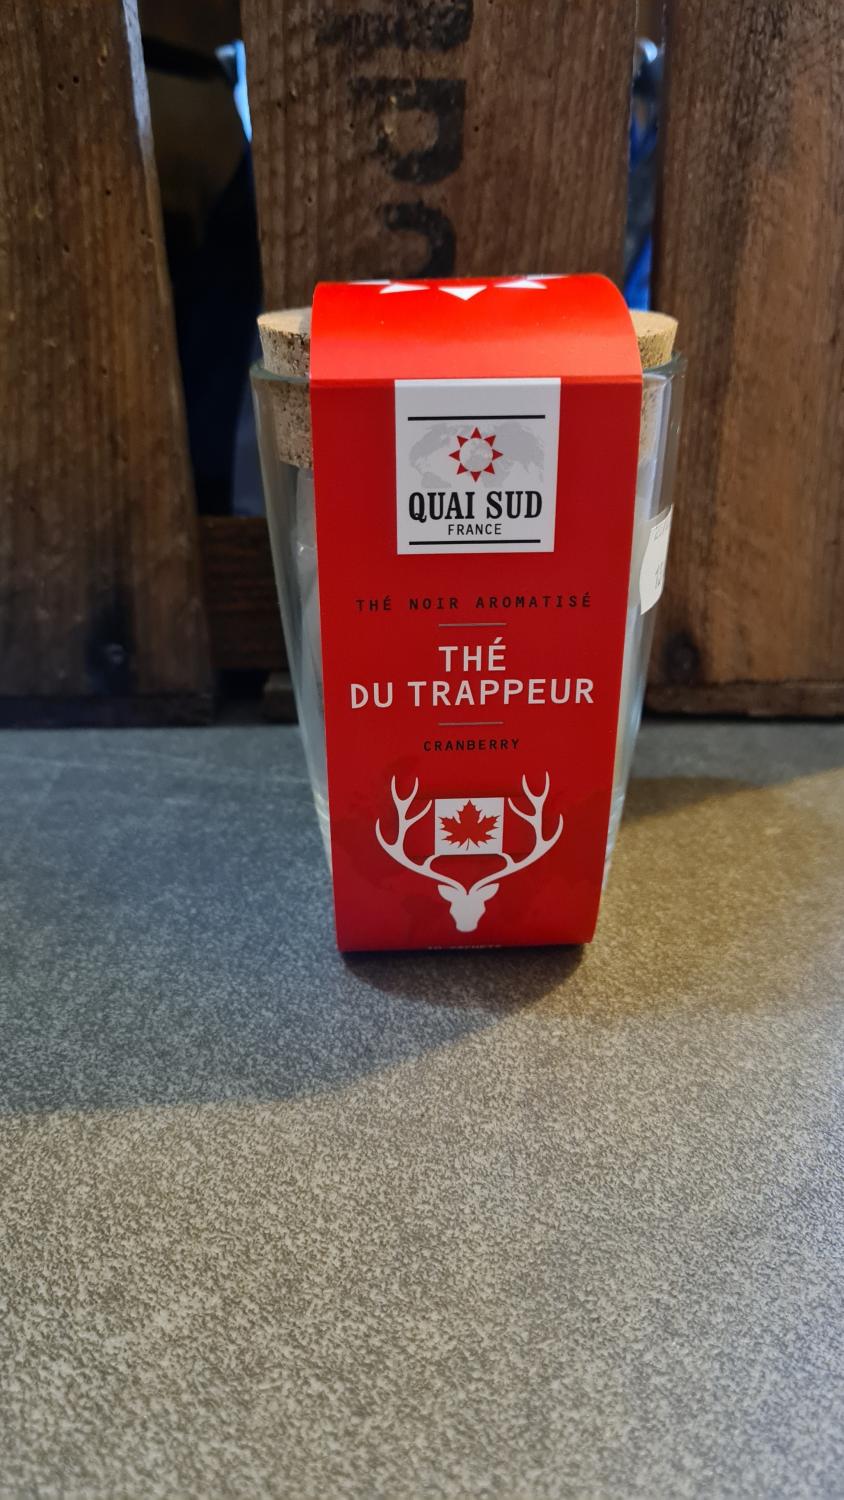 QUAI SUD
FRANCE
THÉ NOIR AROMATISÉ
THÉ
DU TRAPPEUR
CRANBERRY